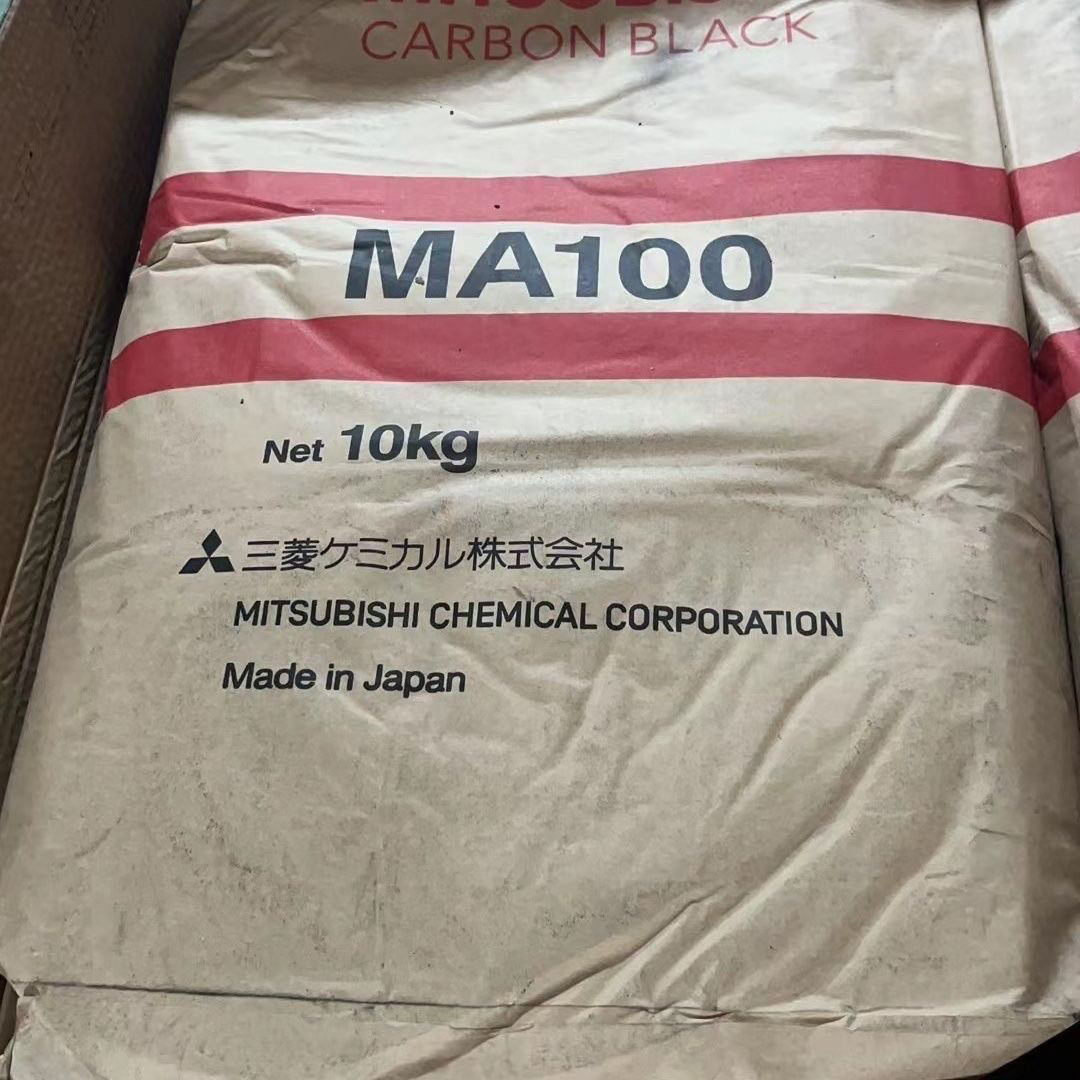 CARBON BLACK
MA100
Net 10kg
三菱ケミカル株式会社
MITSUBISHI CHEMICAL CORPORATION
Made in Japan